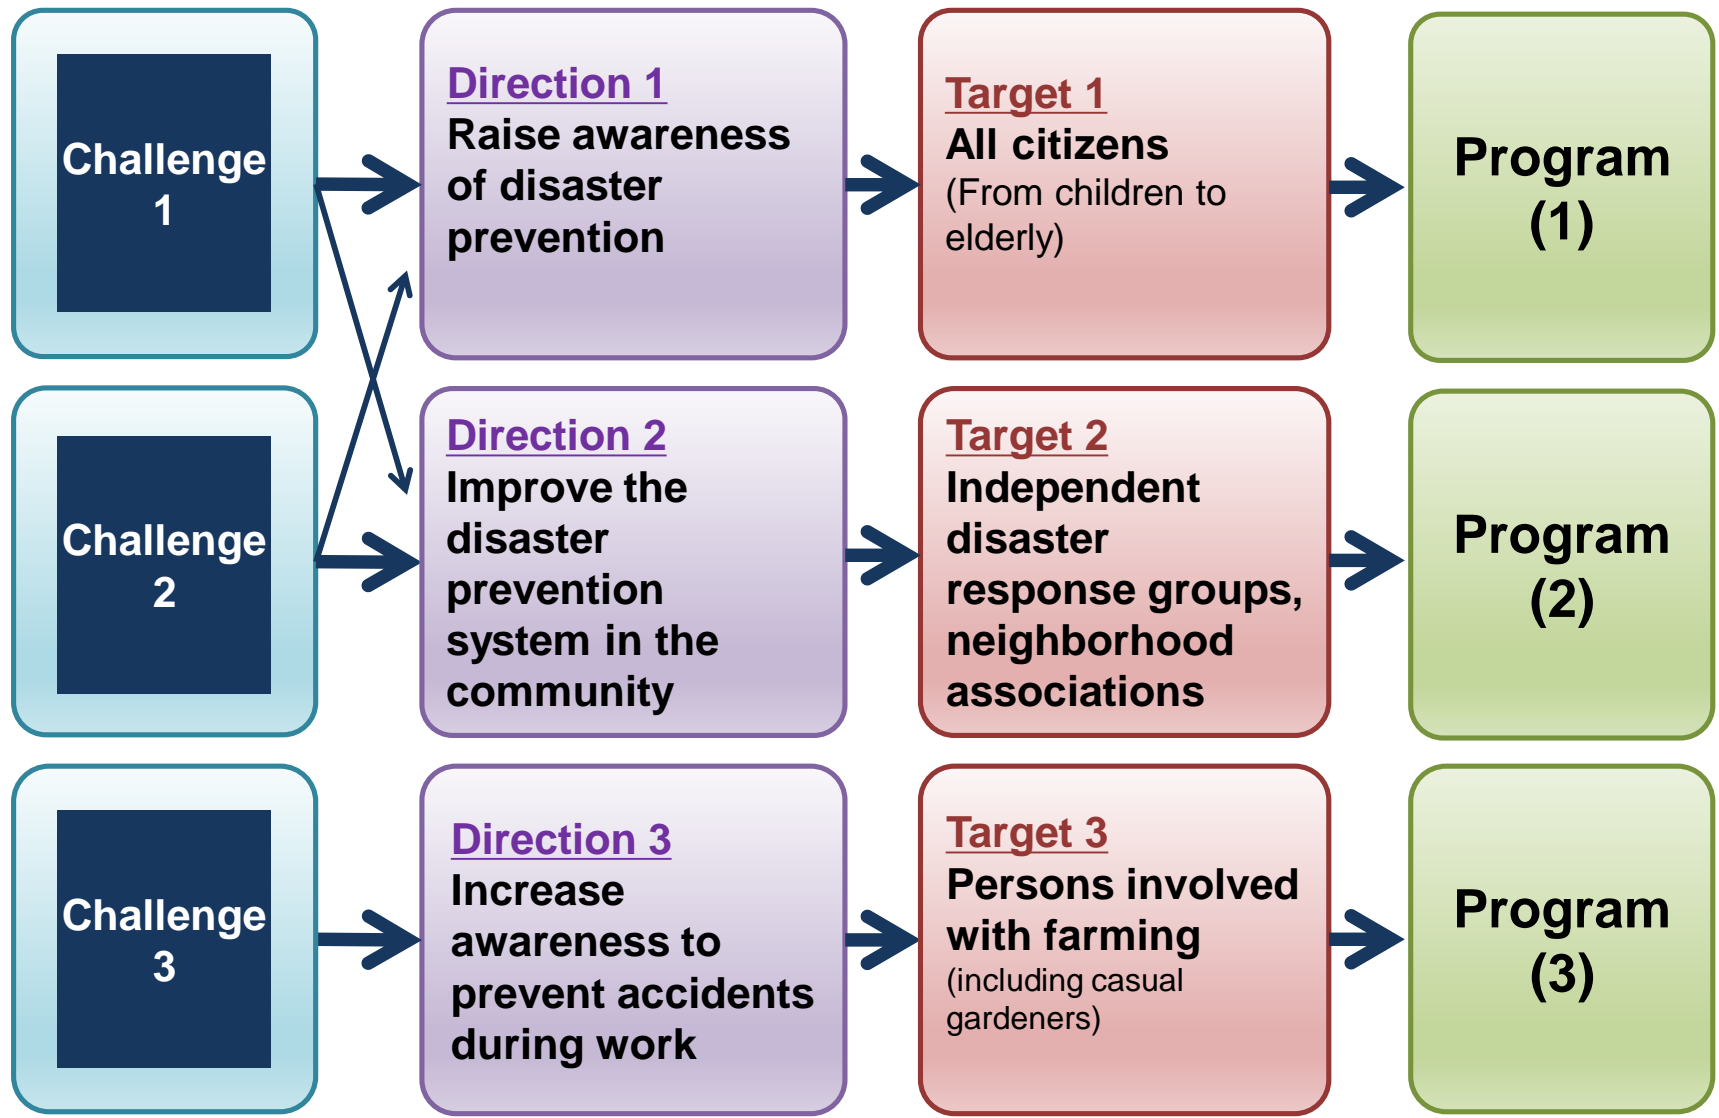 Challenge
1
Direction 1
Raise awareness
of disaster
prevention
Target 1
All citizens
(From children to
elderly)
Program
(1)
Challenge
2
Direction 2
Improve the
disaster
prevention
system in the
community
Target 2
Independent
disaster
response groups,
neighborhood
associations
Program
(2)
Challenge
3
Direction 3
Increase
awareness to
prevent accidents
during work
Target 3
Persons involved
with farming
(including casual
gardeners)
Program
(3)